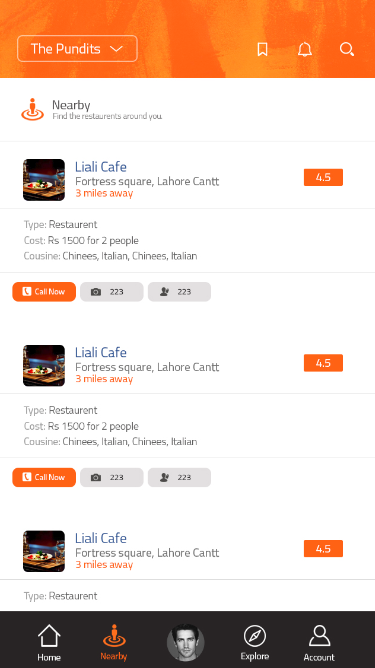 The Pundits
Nearby
Find the restaurents around you.
Liali Cafe
Fortress square, Lahore Cantt
3 miles away
4.5
Type: Restaurent
Cost: Rs 1500 for 2 people
Cousine: Chinees, Italian, Chinees, Italian
Call Now 223 223
Liali Cafe
Fortress square, Lahore Cantt
3 miles away
4.5
Type: Restaurent
Cost: Rs 1500 for 2 people
Cousine: Chinees, Italian, Chinees, Italian
Call Now 223 223
Liali Cafe
Fortress square, Lahore Cantt
3 miles away
4.5
Type: Restaurent
Home Nearby Explore Account